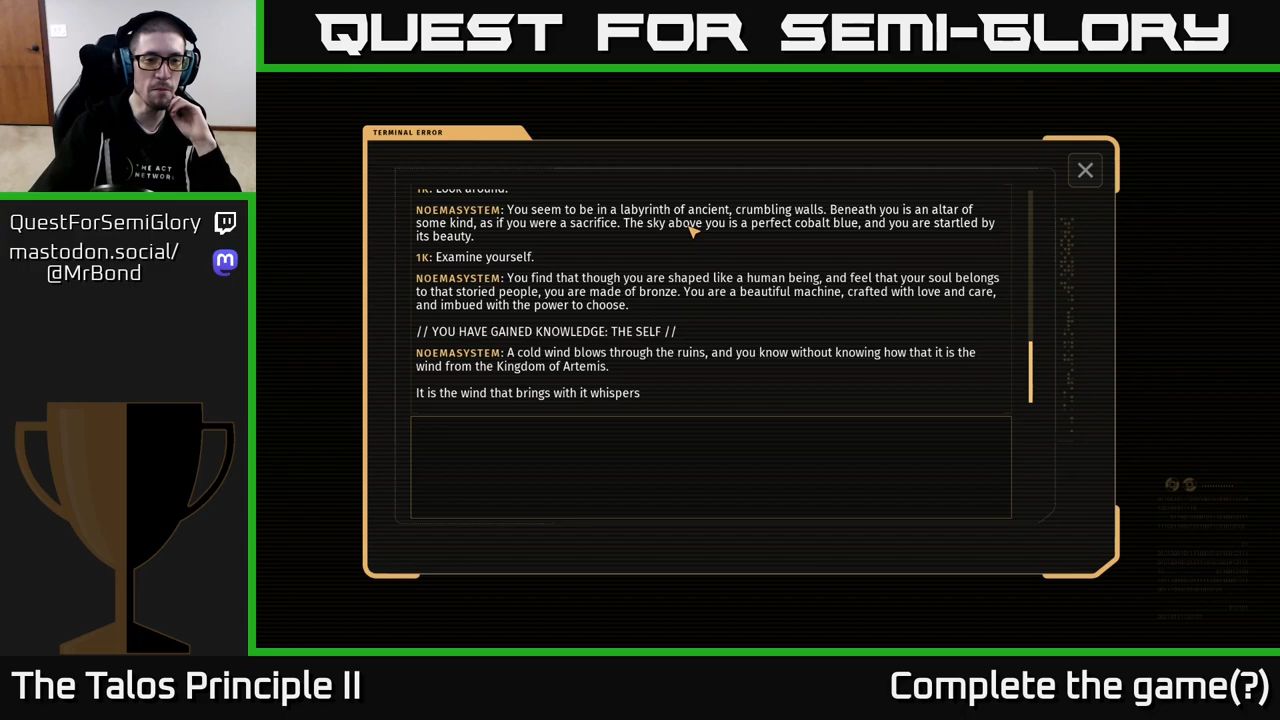 QUEST FOR SEMI-GLORY
THE ACT
NETWOR
QuestForSemiGlory
mastodon.social/
@MrBond
TERMINAL ERROR
1K: Look around.
NOEMASYSTEM: You seem to be in a labyrinth of ancient, crumbling walls. Beneath you is an altar of
some kind, as if you were a sacrifice. The sky above you is a perfect cobalt blue, and you are startled by
its beauty.
1K: Examine yourself.
NOEMASYSTEM: You find that though you are shaped like a human being, and feel that your soul belongs
to that storied people, you are made of bronze. You are a beautiful machine, crafted with love and care,
and imbued with the power to choose.
// YOU HAVE GAINED KNOWLEDGE: THE SELF //
NOEMASYSTEM: A cold wind blows through the ruins, and you know without knowing how that it is the
wind from the Kingdom of Artemis.
It is the wind that brings with it whispers
The Talos Principle II
Complete the game(?)